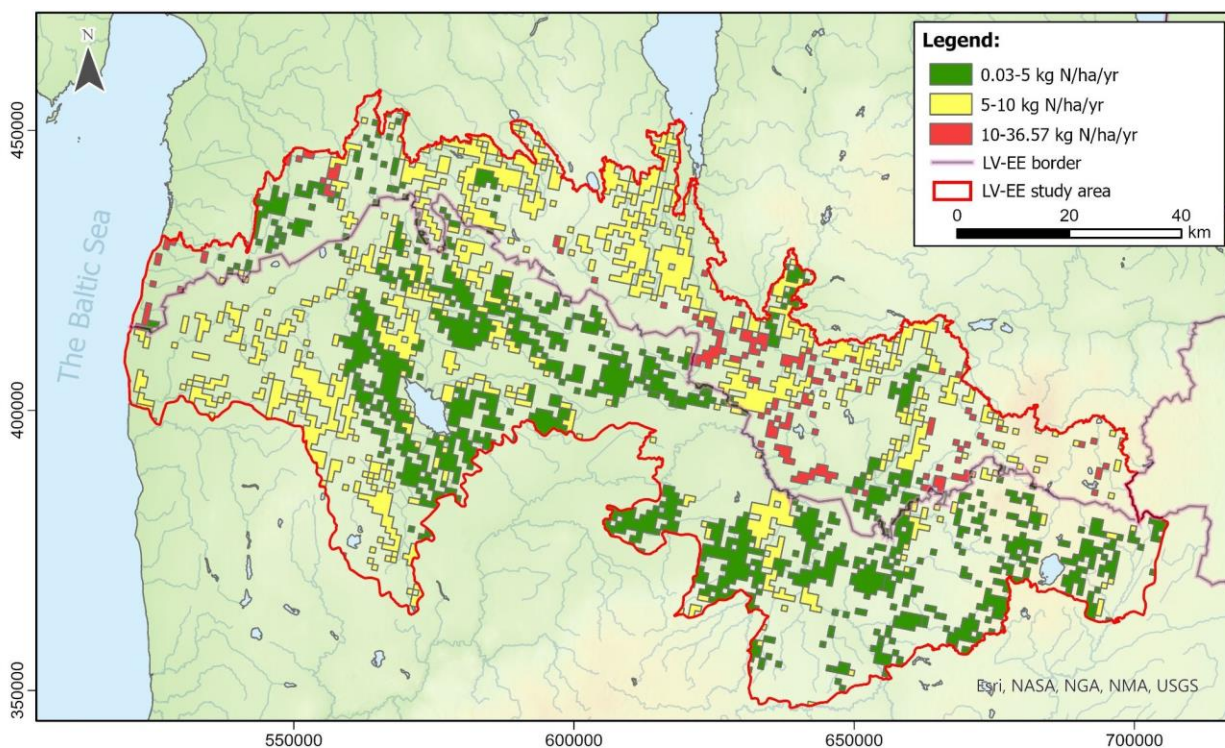 N
Legend:
0.03-5 kg N/ha/yr
5-10 kg N/ha/yr
10-36.57 kg N/ha/yr
LV-EE border
LV-EE study area
0 20 40
km
The Baltic Sea
450000
400000
350000
Esri, NASA, NGA, NMA, USGS
550000 600000 650000 700000